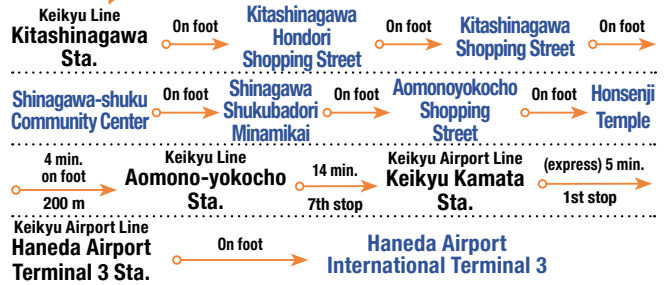 Keikyu Line
Kitashinagawa
Sta.
On foot
Kitashinagawa
Hondori
Shopping Street
On foot
Kitashinagawa
Shopping Street
On foot
Shinagawa-shuku
Community Center
On foot
Shinagawa
Shukubadori
Minamikai
On foot
Aomonoyokocho
Shopping
Street
On foot
Honsenji
Temple
4 min.
on foot
200 m
Keikyu Line
Aomono-yokocho
Sta.
14 min.
7th stop
Keikyu Airport Line
Keikyu Kamata
Sta.
(express) 5 min.
1st stop
Keikyu Airport Line
Haneda Airport
Terminal 3 Sta.
On foot
Haneda Airport
International Terminal 3